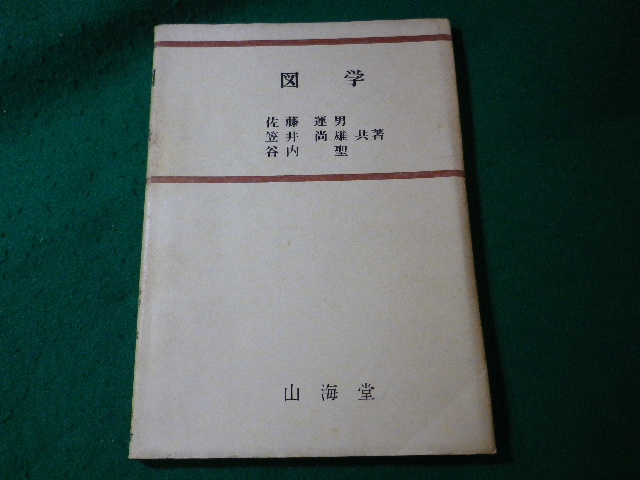 図学
佐藤運男
笠井尚雄共著
谷内聖
山海堂